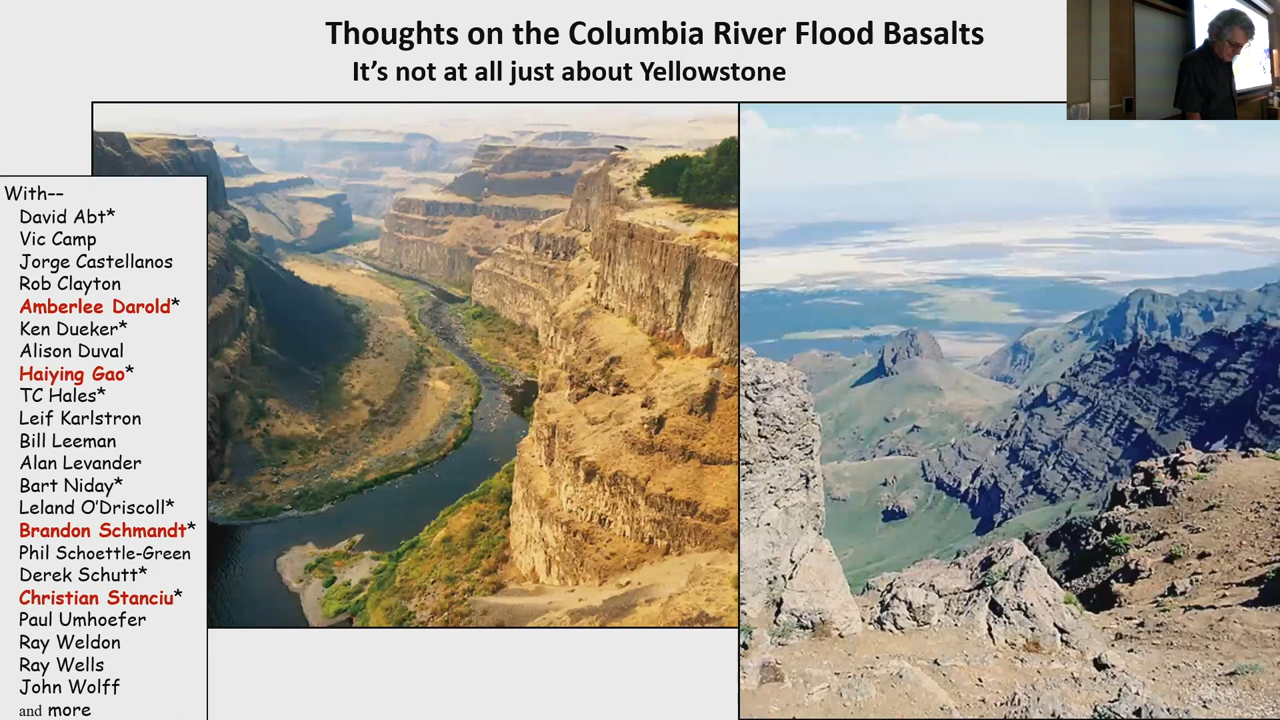 Thoughts on the Columbia River Flood Basalts
It's not at all just about Yellowstone
With--
David Abt*
Vic Camp
Jorge Castellanos
Rob Clayton
Amberlee Darold*
Ken Dueker*
Alison Duval
Haiying Gao*
TC Hales*
Leif Karlstron
Bill Leeman
Alan Levander
Bart Niday*
Leland O'Driscoll*
Brandon Schmandt*
Phil Schoettle-Green
Derek Schutt*
Christian Stanciu*
Paul Umhoefer
Ray Weldon
Ray Wells
John Wolff
and more